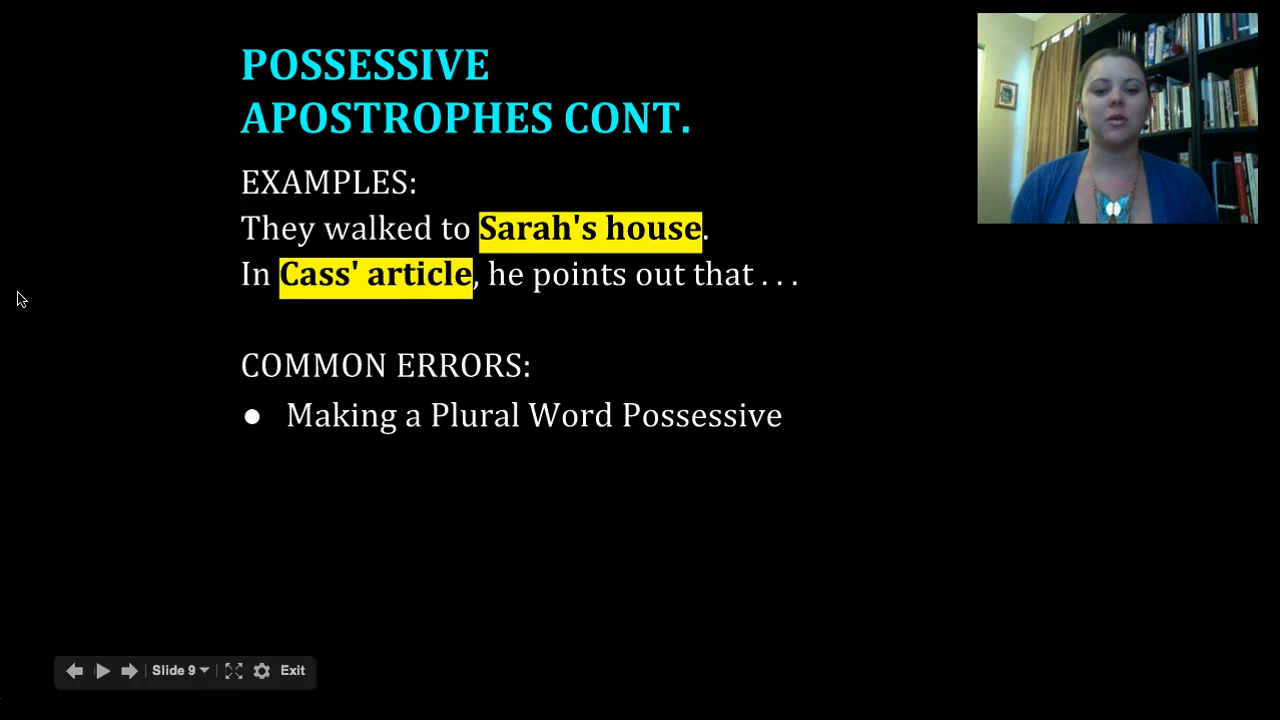 POSSESSIVE
APOSTROPHES CONT.
EXAMPLES:
They walked to Sarah's house.
In Cass' article, he points out that . . .
COMMON ERRORS:
● Making a Plural Word Possessive
Slide 9
Exit